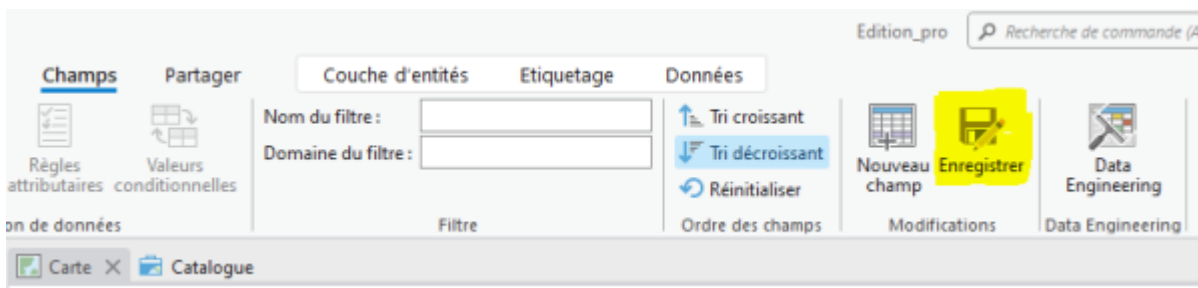 Edition_pro Recherche de commande (A
Champs Partager Couche d'entités Etiquetage Données
Nom du filtre :
Domaine du filtre :
Règles attributaires
Valeurs conditionnelles
Tri croissant
Tri décroissant
Réinitialiser
Nouveau champ
Enregistrer
Data Engineering
on de données Filtre Ordre des champs Modifications Data Engineering
Carte Catalogue